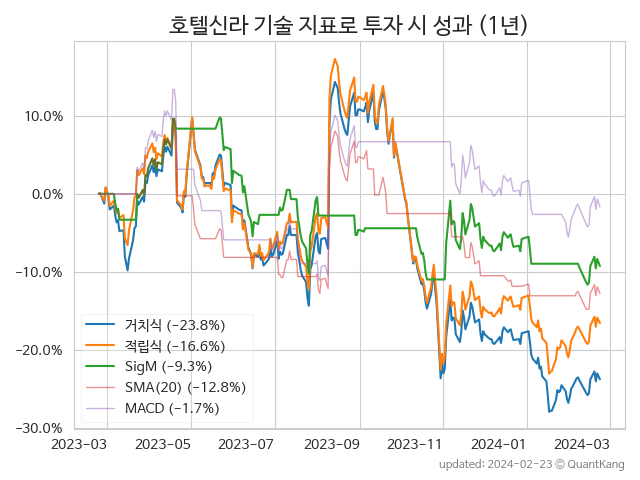 호텔신라 기술 지표로 투자 시 성과 (1년)
10.0%
0.0%
−10.0%
−20.0%
−30.0%
거치식 (−23.8%)
적립식 (−16.6%)
SigM (−9.3%)
SMA(20) (−12.8%)
MACD (−1.7%)
2023−03
2023−05
2023−07
2023−09
2023−11
2024−01
2024−03
updated: 2024−02−23 ⓒ QuantKang